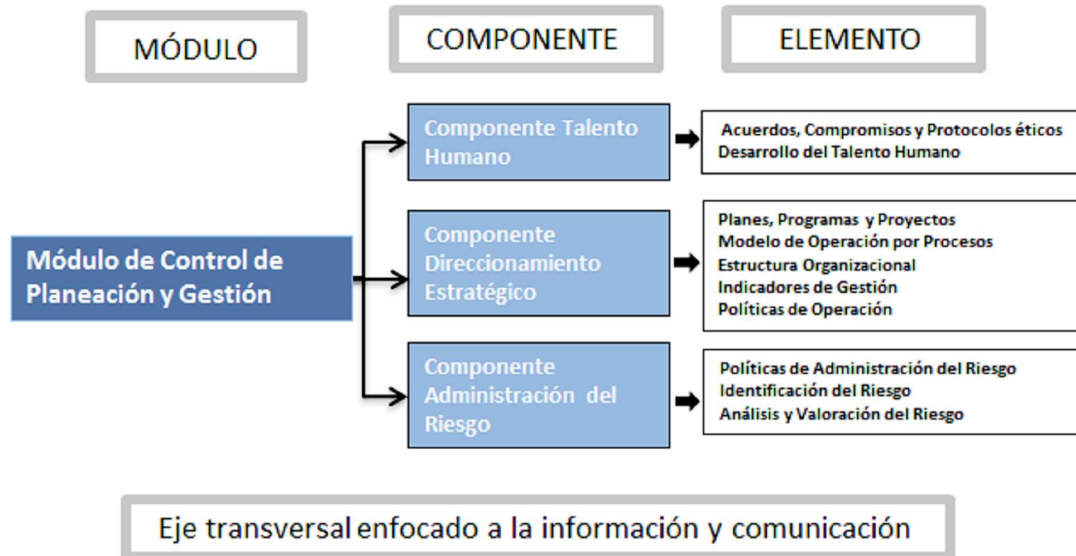 MÓDULO
COMPONENTE
ELEMENTO
Módulo de Control de
Planeación y Gestión
Componente Talento
Humano
Acuerdos, Compromisos y Protocolos éticos
Desarrollo del Talento Humano
Componente
Direccionamiento
Estratégico
Planes, Programas y Proyectos
Modelo de Operación por Procesos
Estructura Organizacional
Indicadores de Gestión
Políticas de Operación
Componente
Administración del
Riesgo
Políticas de Administración del Riesgo
Identificación del Riesgo
Análisis y Valoración del Riesgo
Eje transversal enfocado a la información y comunicación